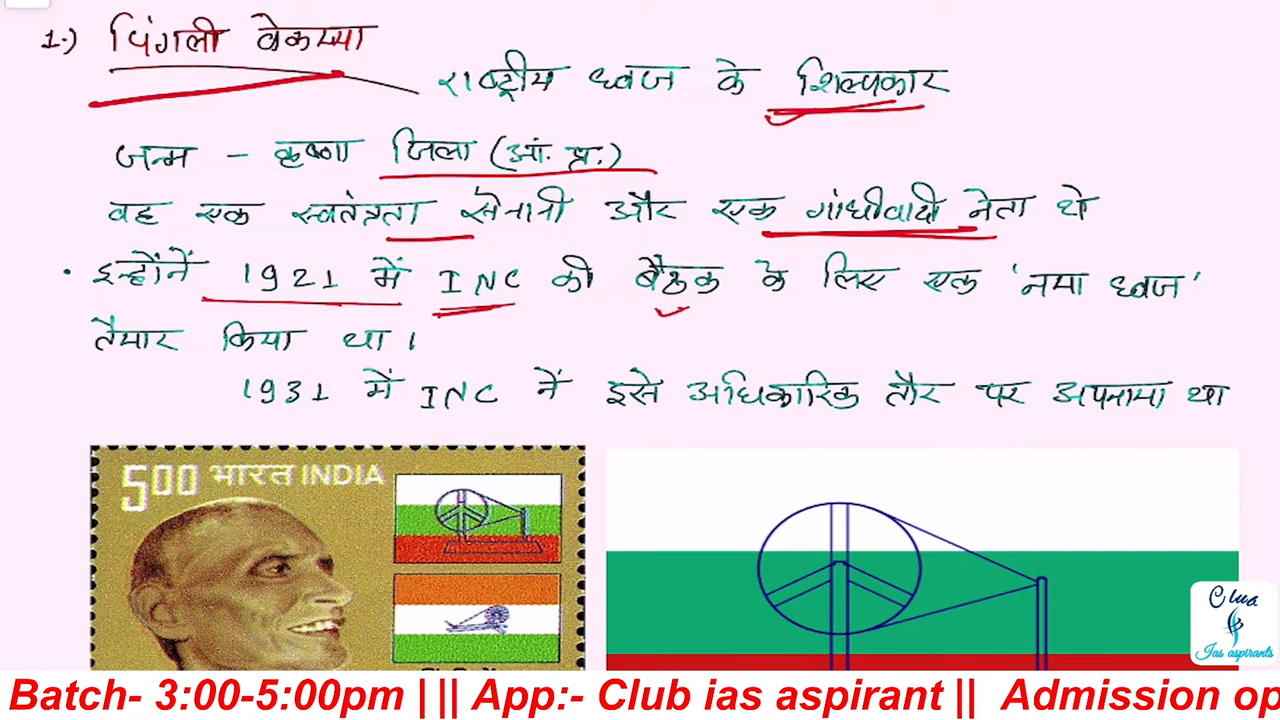 1.) पिंगली वेकय्या
राष्ट्रीय ध्वज के शिल्पकार
जन्म - कृष्णा जिला (आं. प्र.)
वह एक स्वतंत्रता सेनानी और एक गांधीवादी नेता थे
• इन्होंनें 1921 में INC की बैठक के लिए एक 'नया ध्वज'
तैयार किया था।
1931 में INC नें इसे अधिकारिक तौर पर अपनाया था
500 भारत INDIA
Club
Ias aspirants
Batch- 3:00-5:00pm | || App:- Club ias aspirant || Admission op